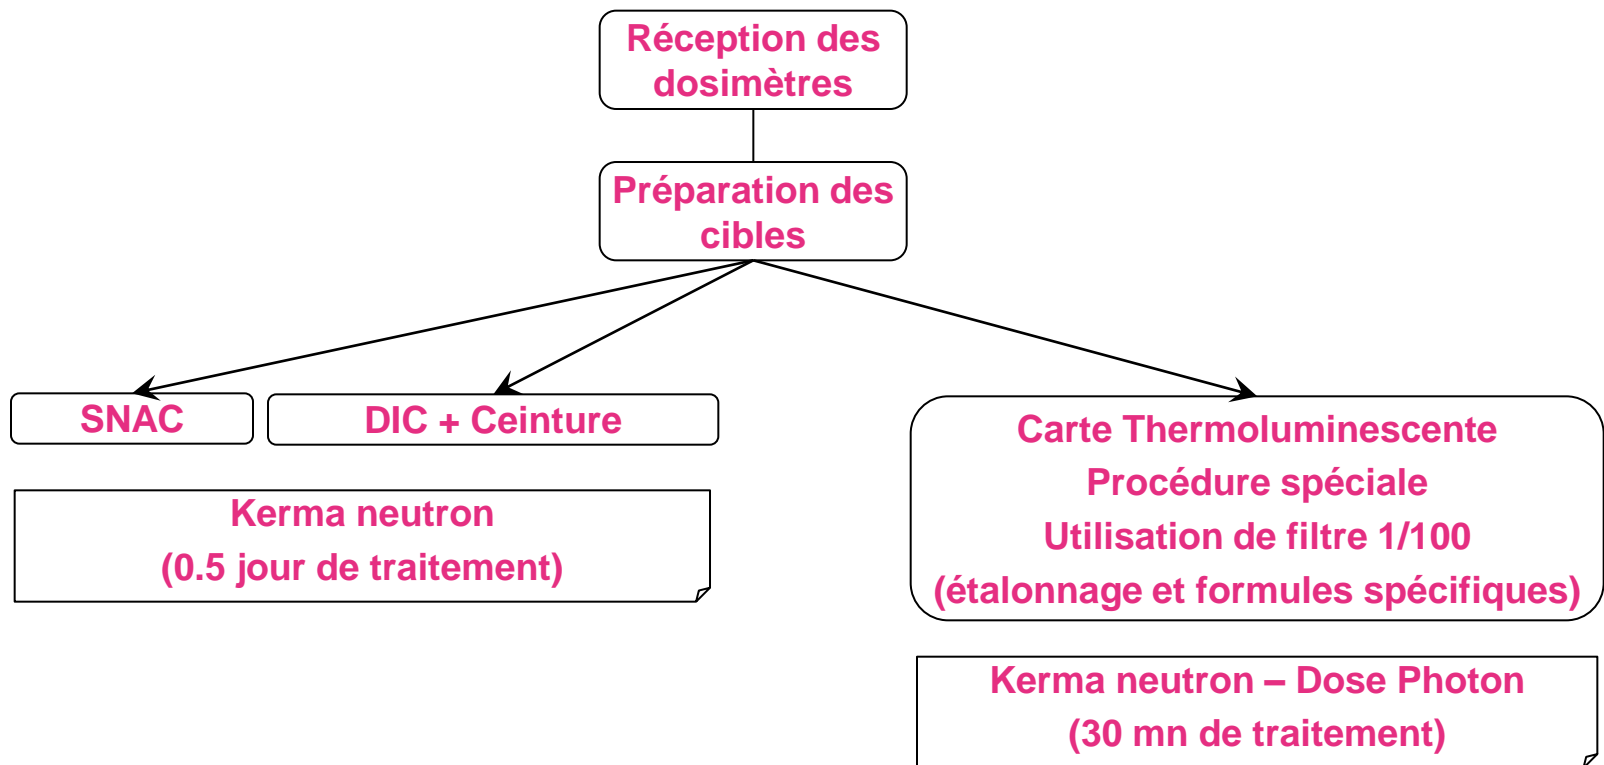 Réception des
dosimètres
Préparation des
cibles
SNAC
DIC + Ceinture
Kerma neutron
(0.5 jour de traitement)
Carte Thermoluminescente
Procédure spéciale
Utilisation de filtre 1/100
(étalonnage et formules spécifiques)
Kerma neutron – Dose Photon
(30 mn de traitement)